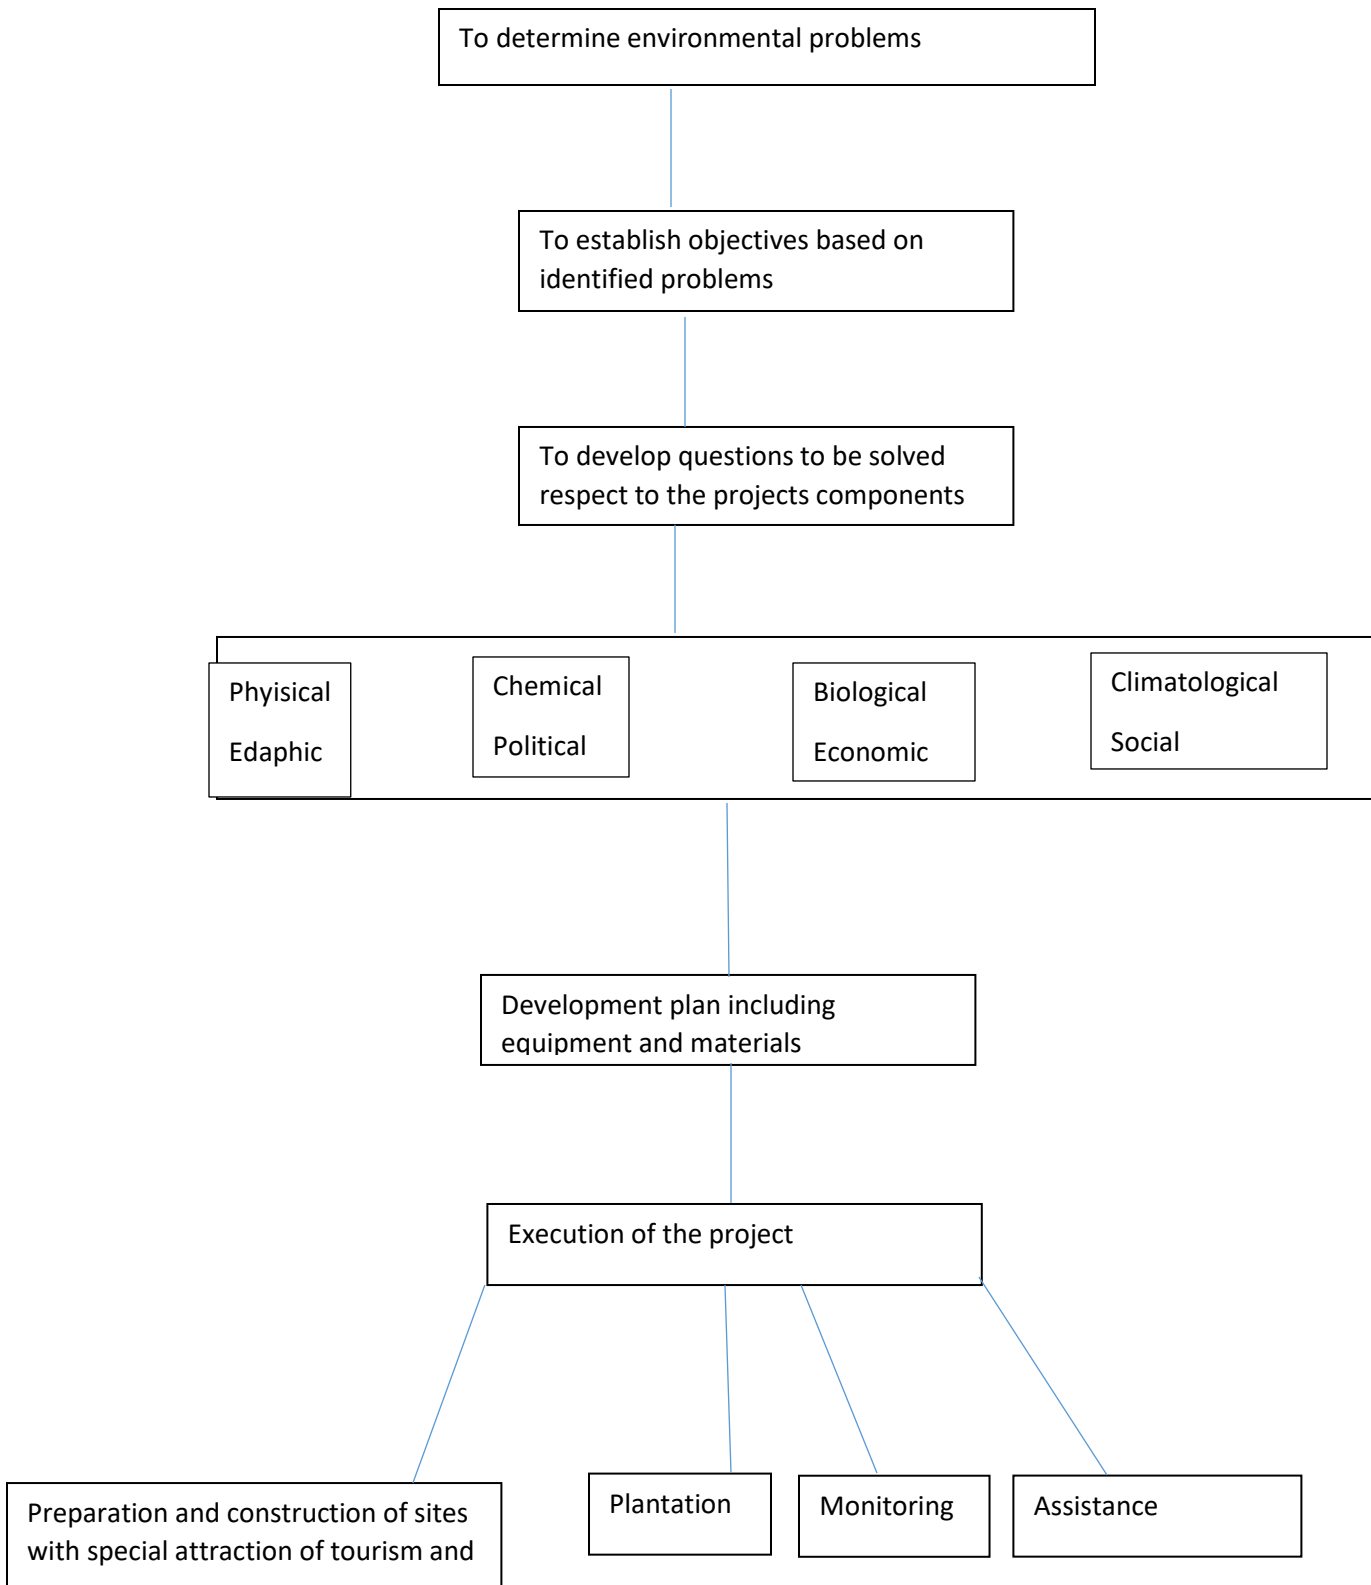 To determine environmental problems
To establish objectives based on
identified problems
To develop questions to be solved
respect to the projects components
Phyisical
Edaphic
Chemical
Political
Biological
Economic
Climatological
Social
Development plan including
equipment and materials
Execution of the project
Preparation and construction of sites
with special attraction of tourism and
Plantation
Monitoring
Assistance